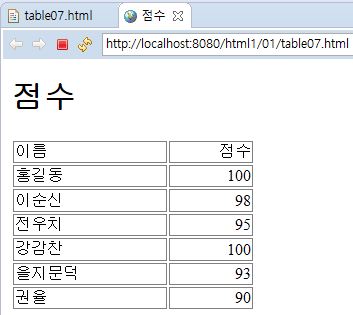 table07.html 점수
http://localhost:8080/html1/01/table07.html
점수
이름 점수
홍길동 100
이순신 98
전우치 95
강감찬 100
을지문덕 93
권율 90